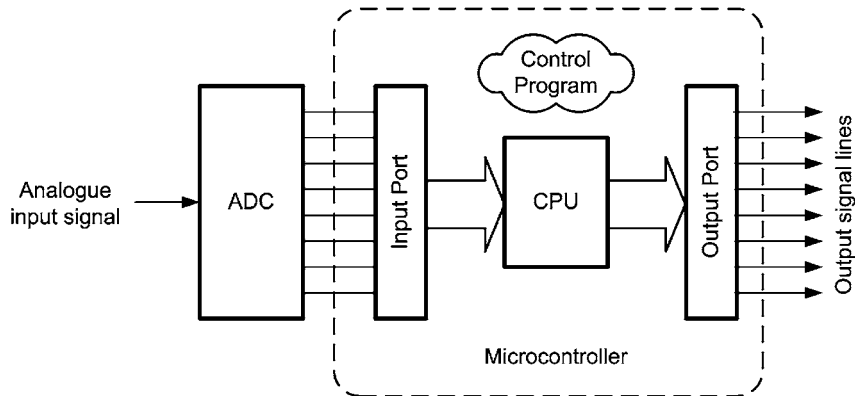 Control
Program
Analogue
input signal
ADC
Input Port
CPU
Output Port
Output signal lines
Microcontroller